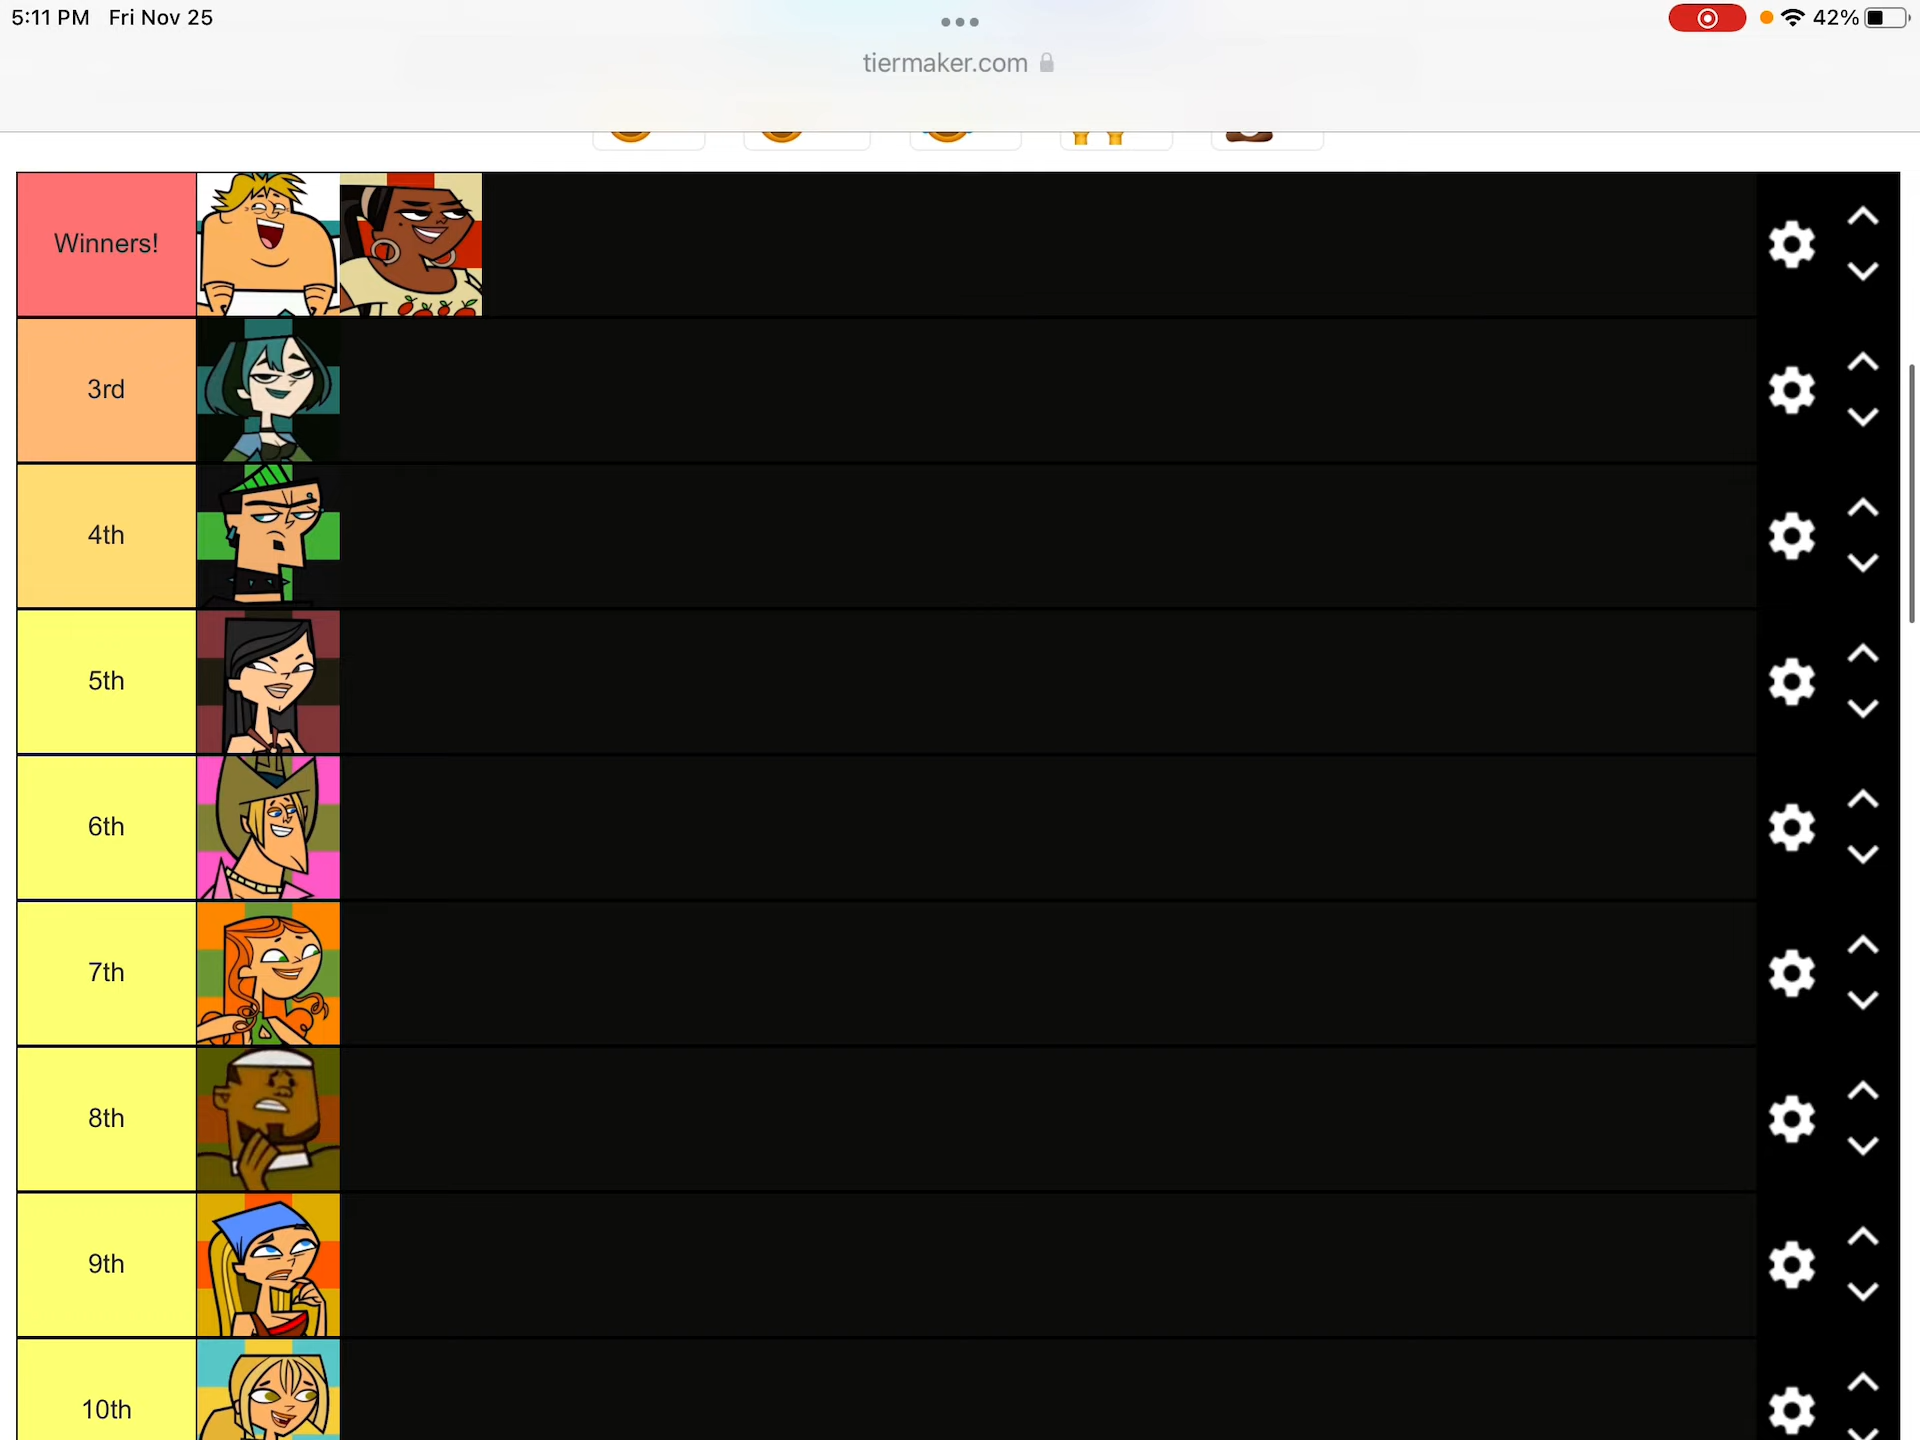 5:11 PM Fri Nov 25
42%
tiermaker.com
Winners!
3rd
4th
5th
6th
7th
8th
9th
10th